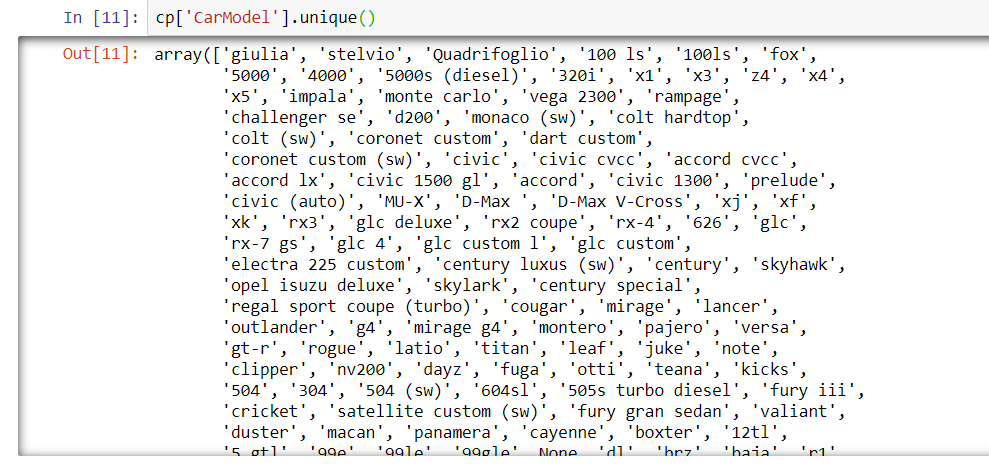 In [11]: cp['CarModel'].unique()
Out[11]: array(['giulia', 'stelvio', 'Quadrifoglio', '100 ls', '100ls', 'fox',
'5000', '4000', '5000s (diesel)', '320i', 'x1', 'x3', 'z4', 'x4',
'x5', 'impala', 'monte carlo', 'vega 2300', 'rampage',
'challenger se', 'd200', 'monaco (sw)', 'colt hardtop',
'colt (sw)', 'coronet custom', 'dart custom',
'coronet custom (sw)', 'civic', 'civic cvcc', 'accord cvcc',
'accord lx', 'civic 1500 gl', 'accord', 'civic 1300', 'prelude',
'civic (auto)', 'MU-X', 'D-Max ', 'D-Max V-Cross', 'xj', 'xf',
'xk', 'rx3', 'glc deluxe', 'rx2 coupe', 'rx-4', '626', 'glc',
'rx-7 gs', 'glc 4', 'glc custom l', 'glc custom',
'electra 225 custom', 'century luxus (sw)', 'century', 'skyhawk',
'opel isuzu deluxe', 'skylark', 'century special',
'regal sport coupe (turbo)', 'cougar', 'mirage', 'lancer',
'outlander', 'g4', 'mirage g4', 'montero', 'pajero', 'versa',
'gt-r', 'rogue', 'latio', 'titan', 'leaf', 'juke', 'note',
'clipper', 'nv200', 'dayz', 'fuga', 'otti', 'teana', 'kicks',
'504', '304', '504 (sw)', '604sl', '505s turbo diesel', 'fury iii',
'cricket', 'satellite custom (sw)', 'fury gran sedan', 'valiant',
'duster', 'macan', 'panamera', 'cayenne', 'boxter', '12tl',
'5 gtl', '99e', '99le', '99gle', None, 'dl', 'brz', 'baja', 'r1',